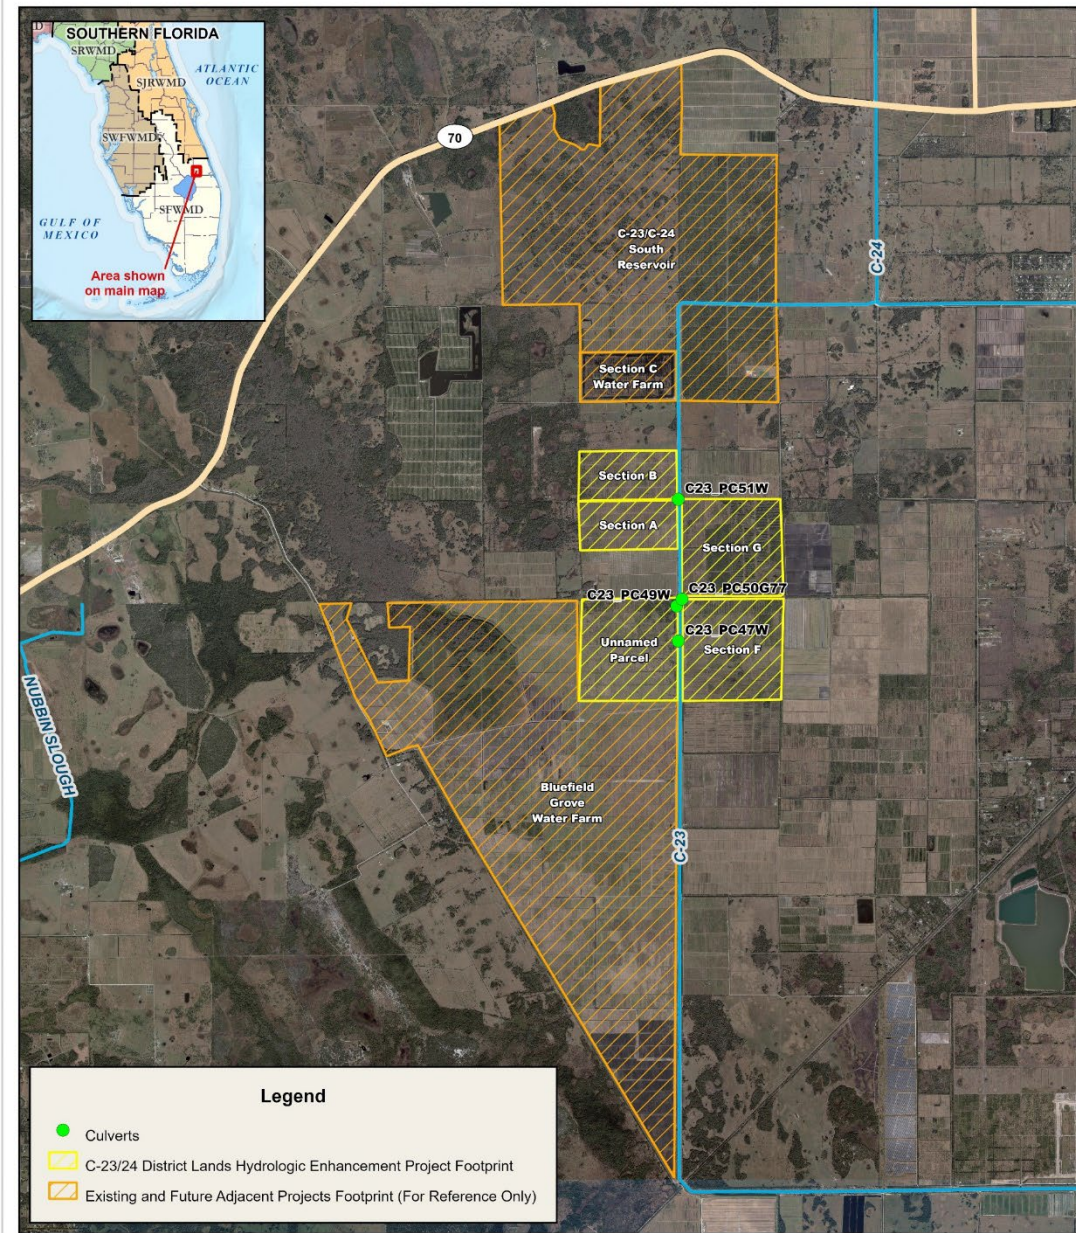 D
SOUTHERN FLORIDA
SRWMD
ATLANTIC
OCEAN
SJRWMD
SWFWMD
SFWMD
GULF OF
MEXICO
Area shown
on main map
70
C-23/C-24
South
Reservoir
C-24
Section C
Water Farm
Section B
C23_PC51W
Section A
Section G
C23_PC49W
C23_PC50G77
C23_PC47W
Unnamed
Parcel
Section F
NUBBIN SLOUGH
Bluefield
Grove
Water Farm
C-23
Legend
Culverts
C-23/24 District Lands Hydrologic Enhancement Project Footprint
Existing and Future Adjacent Projects Footprint (For Reference Only)